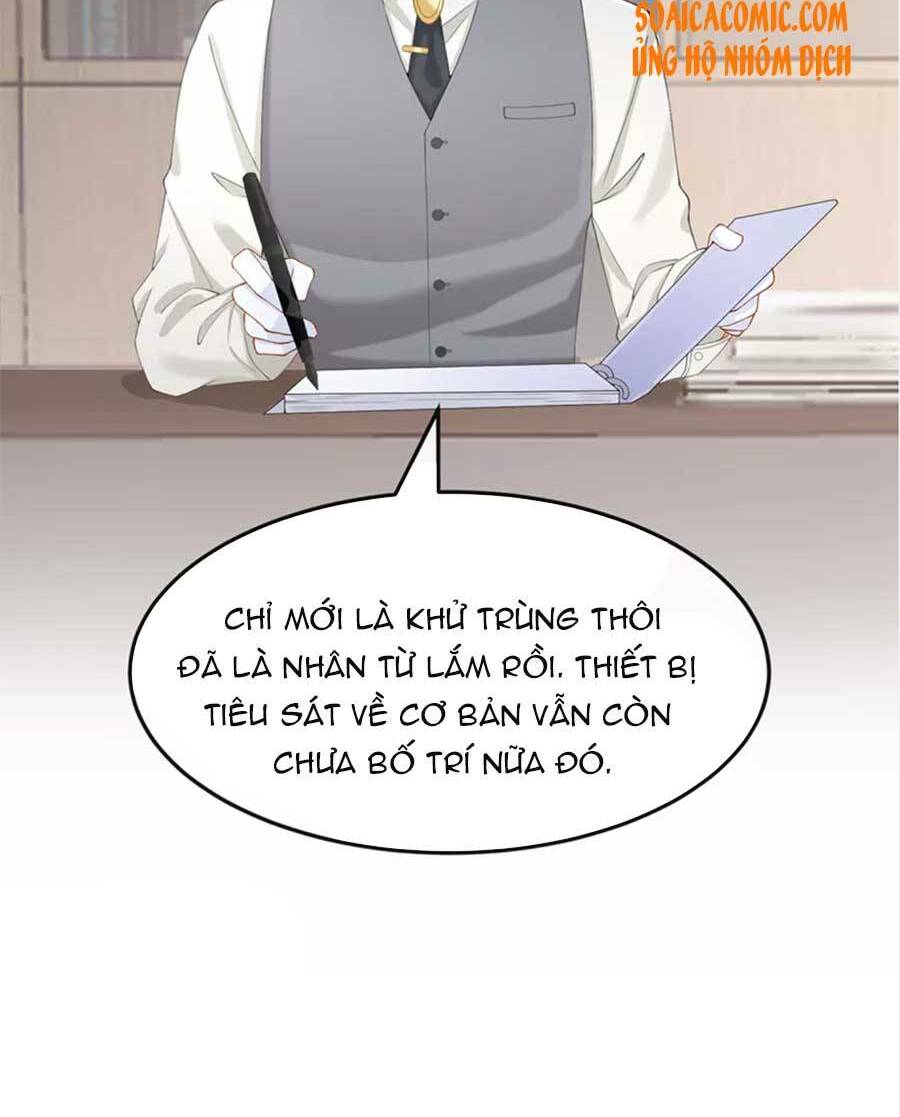 SOAICACOMIC.COM
ỦNG HỘ NHÓM DỊCH
CHỈ MỚI LÀ KHỬ TRÙNG THÔI
ĐÃ LÀ NHÂN TỪ LẮM RỒI. THIẾT BỊ
TIÊU SÁT VỀ CƠ BẢN VẪN CÒN
CHƯA BỐ TRÍ NỮA ĐÓ.